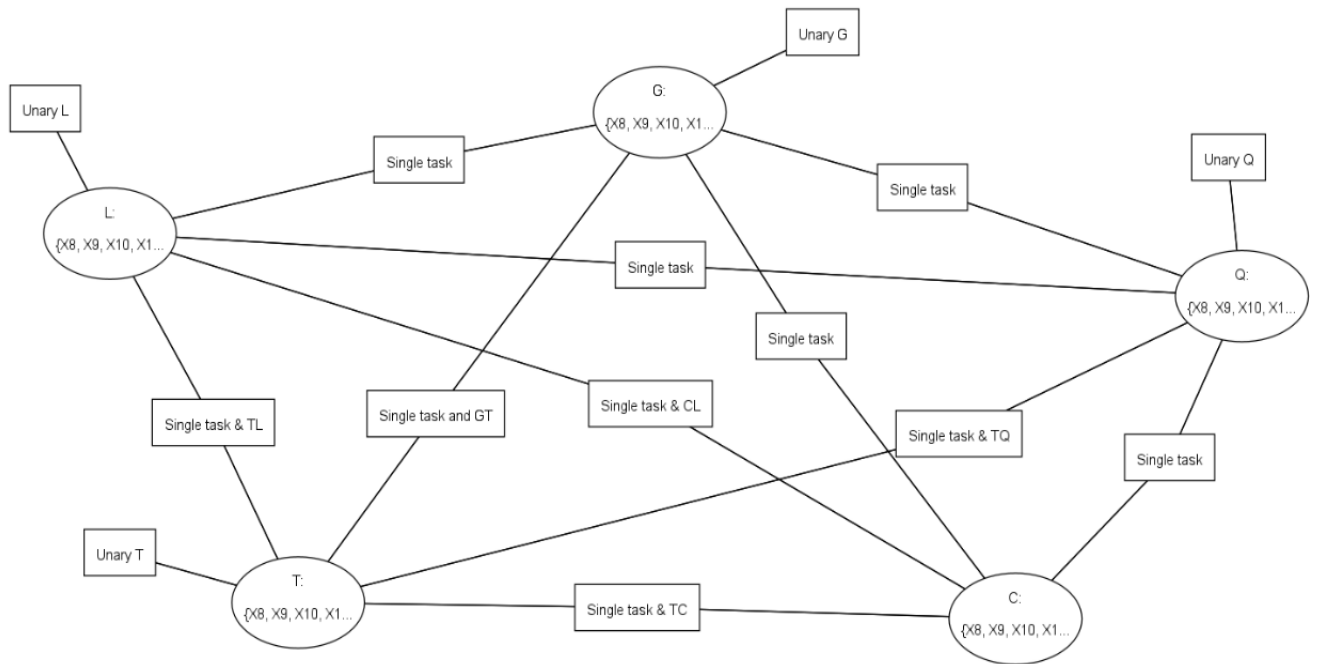 Unary G
G:
{X8, X9, X10, X1...
Unary L
Single task
Unary Q
Single task
L:
{X8, X9, X10, X1...
Single task
Q:
{X8, X9, X10, X1...
Single task
Single task & TL
Single task and GT
Single task & CL
Single task & TQ
Single task
Unary T
T:
{X8, X9, X10, X1...
Single task & TC
C:
{X8, X9, X10, X1...